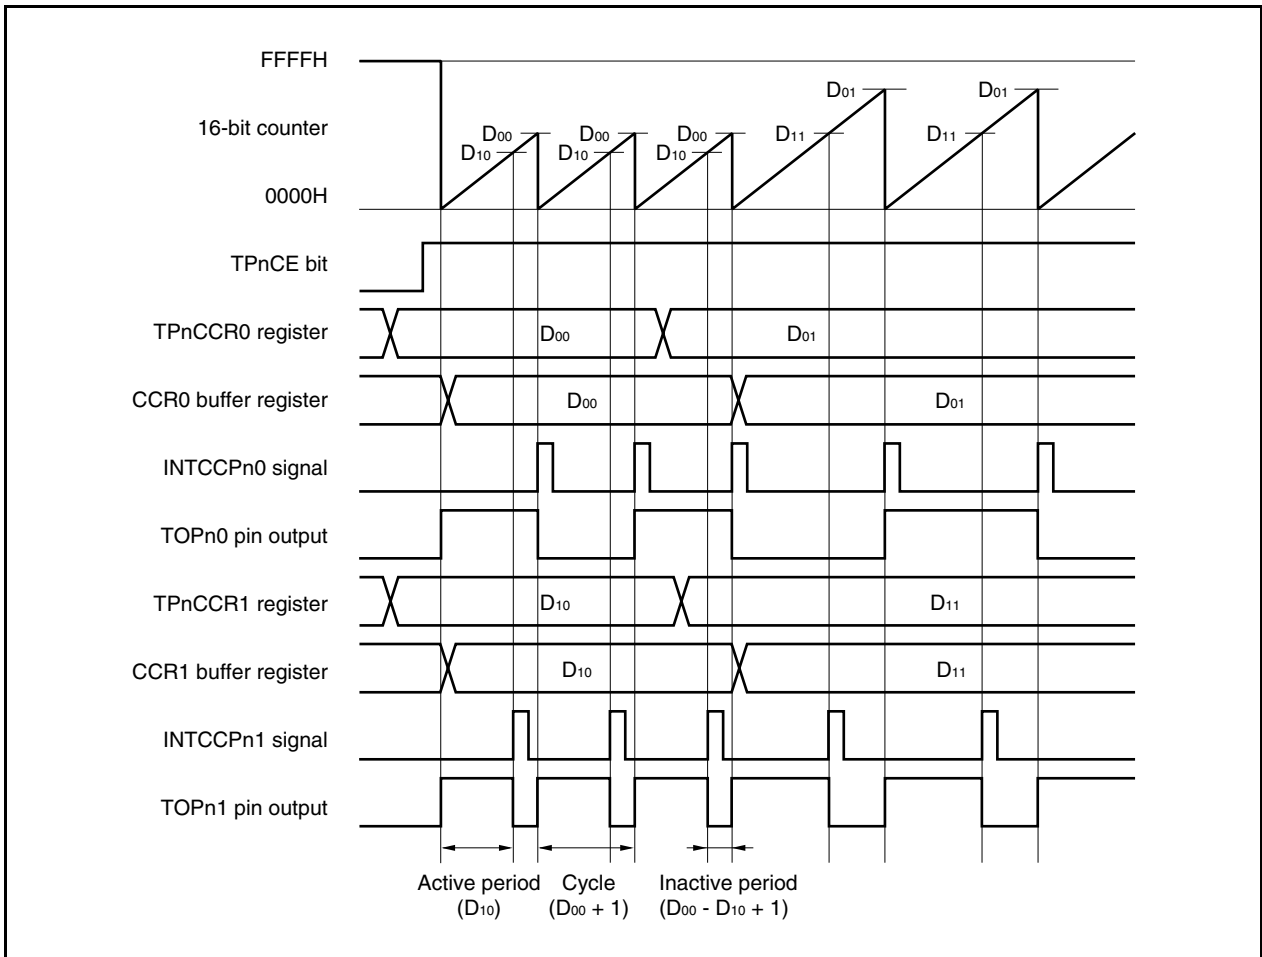 FFFFH
D01 D01
16-bit counter D00 D00 D00 D11 D11
D10 D10 D10
0000H
TPnCE bit
TPnCCR0 register D00 D01
CCR0 buffer register D00 D01
INTCCPn0 signal
TOPn0 pin output
TPnCCR1 register D10 D11
CCR1 buffer register D10 D11
INTCCPn1 signal
TOPn1 pin output
Active period Cycle Inactive period
(D10) (D00 + 1) (D00 - D10 + 1)